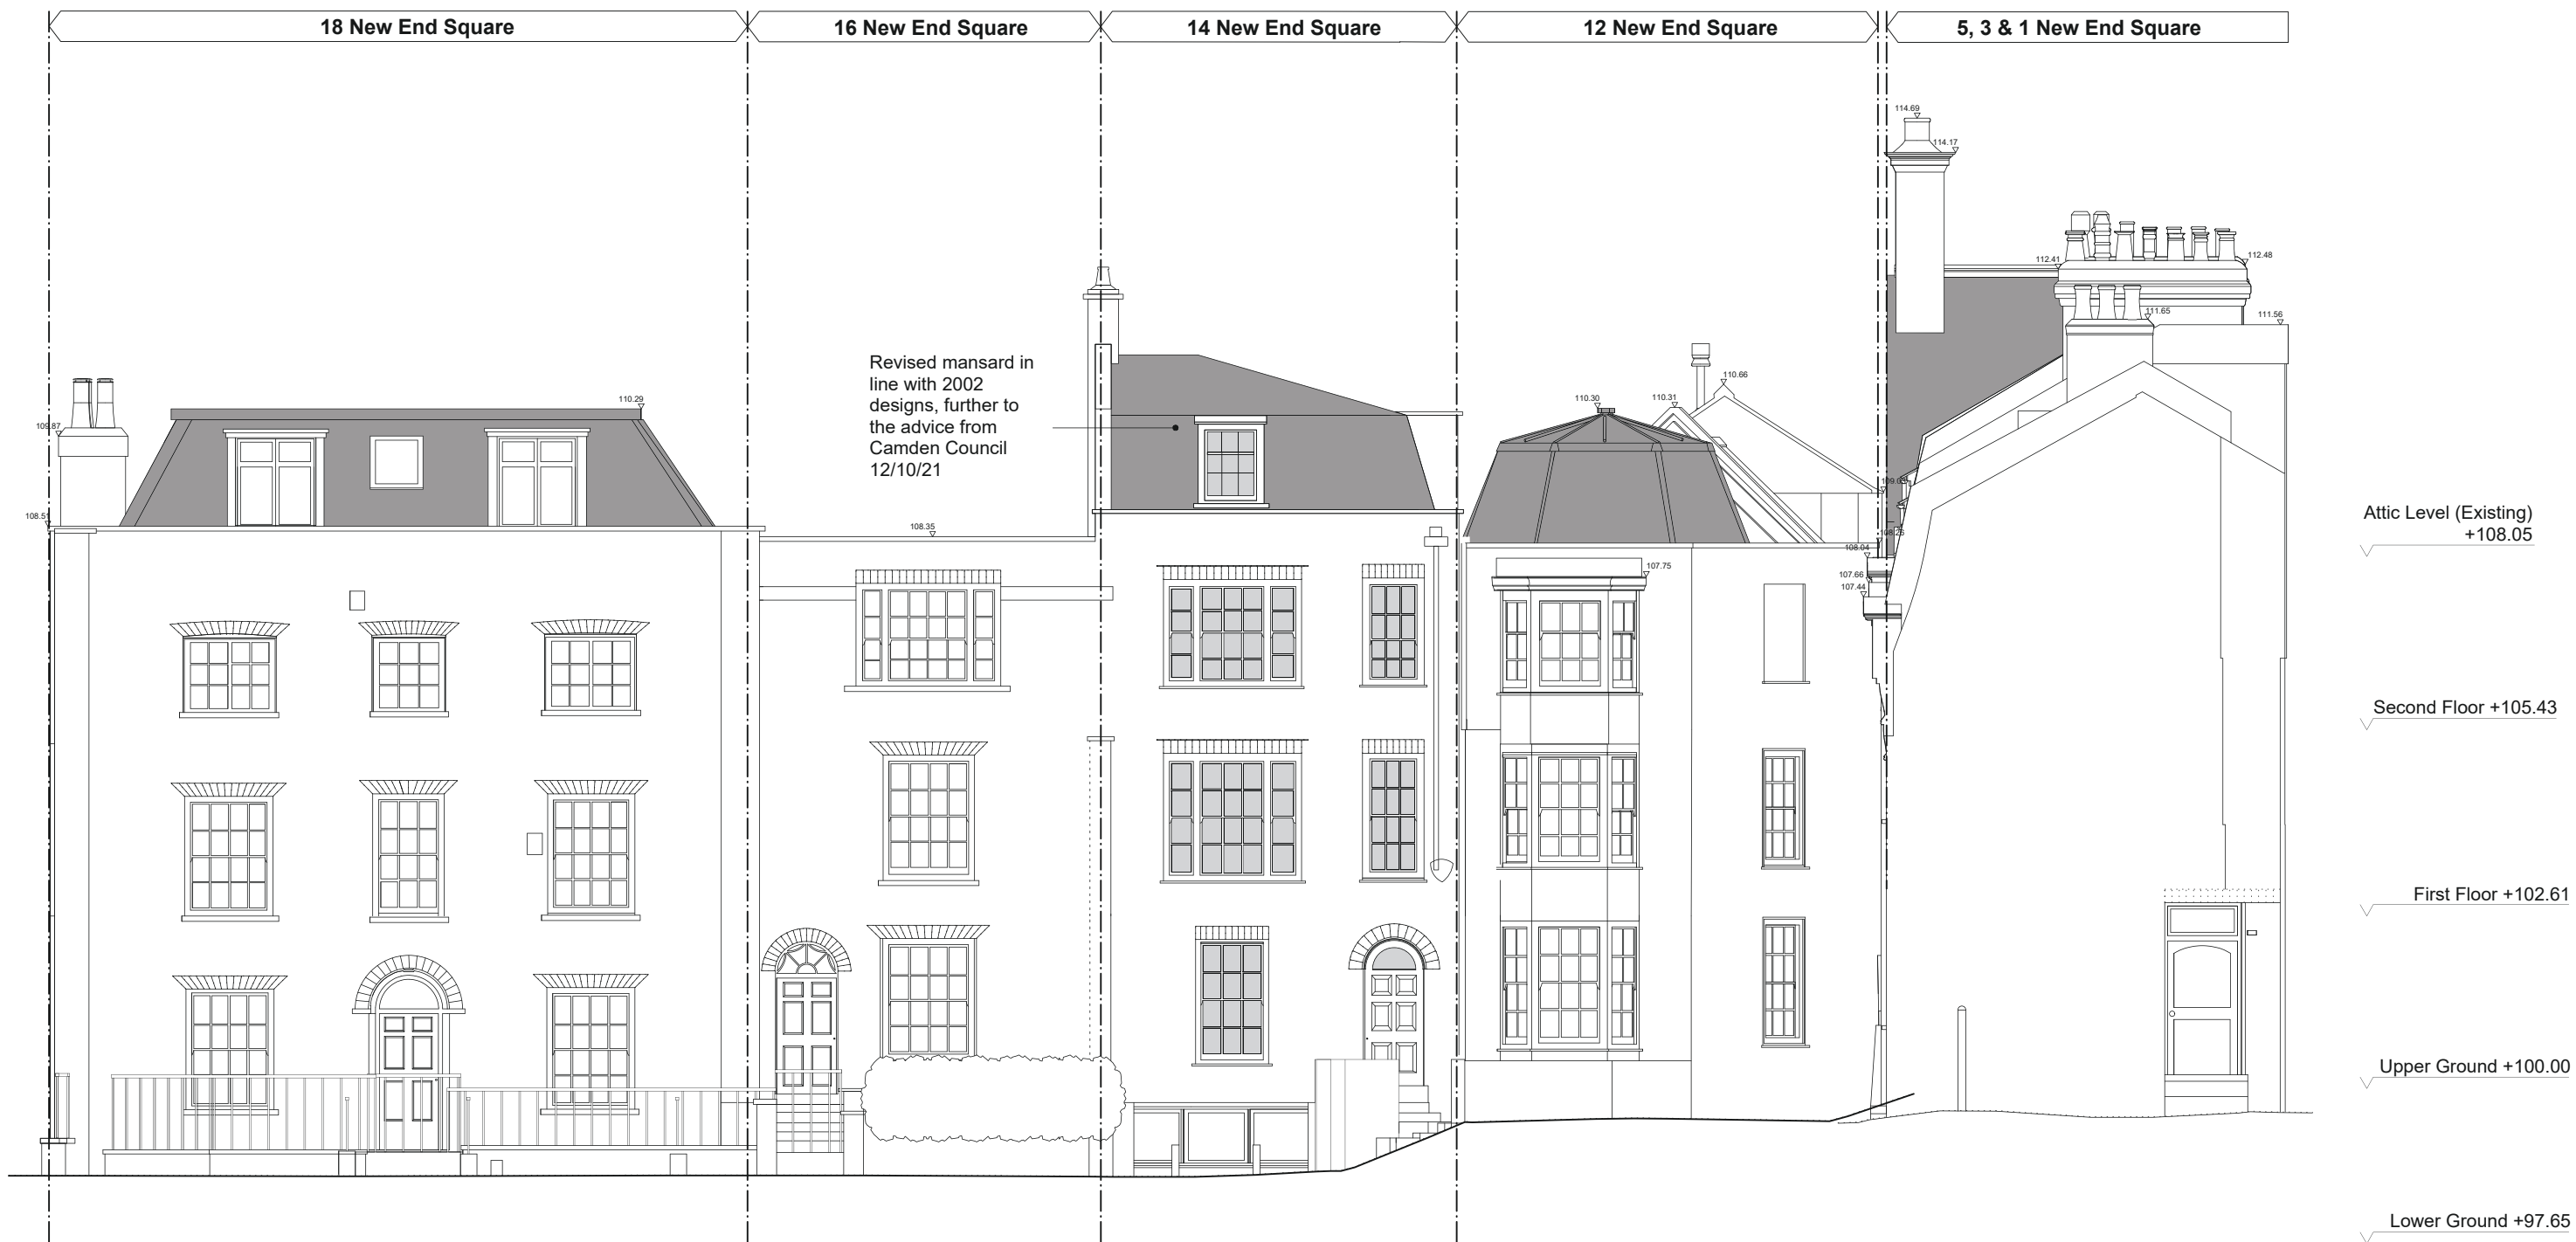 18 New End Square
16 New End Square
14 New End Square
12 New End Square
5, 3 & 1 New End Square
114.69
114.17
112.41
112.48
111.65
111.56
110.66
110.30
110.31
110.29
109.87
Revised mansard in
line with 2002
designs, further to
the advice from
Camden Council
12/10/21
108.51
108.35
108.04
107.75
107.66
107.44
Attic Level (Existing)
+108.05
Second Floor +105.43
First Floor +102.61
Upper Ground +100.00
Lower Ground +97.65